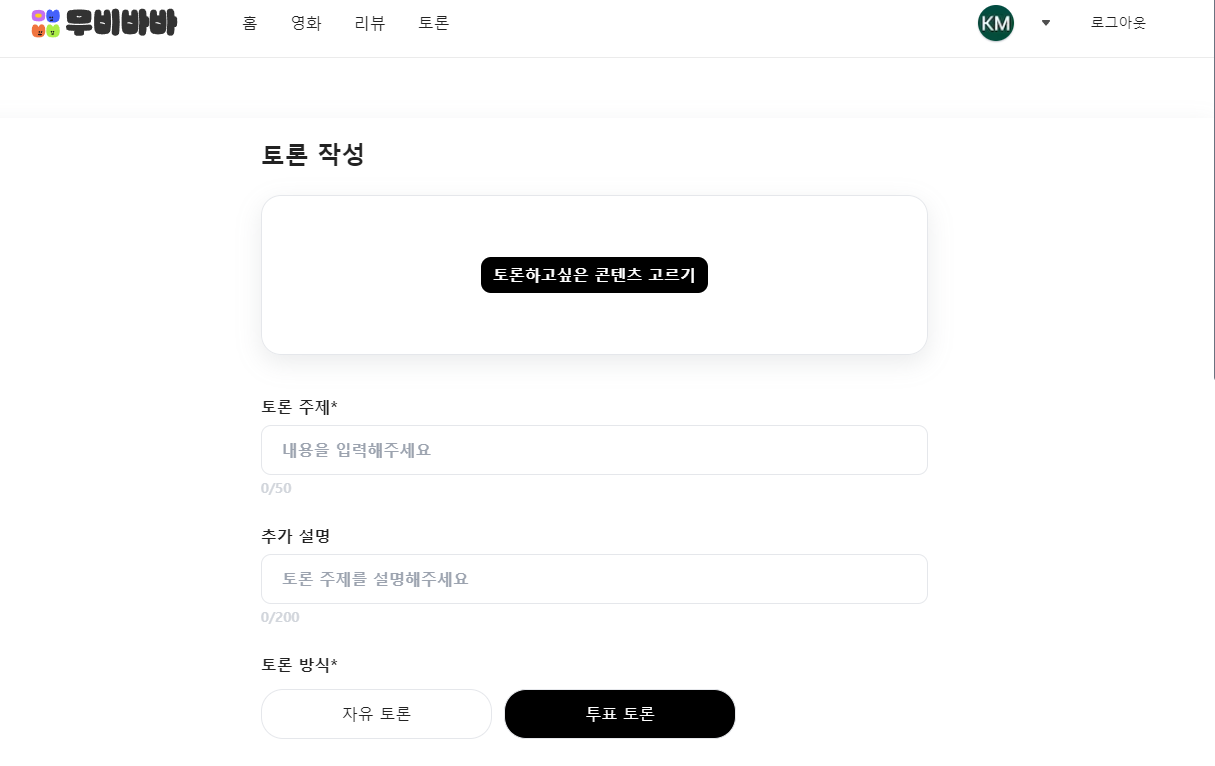 무비바바 홈 영화 리뷰 토론 KM 로그아웃
토론 작성
토론하고싶은 콘텐츠 고르기
토론 주제*
내용을 입력해주세요
0/50
추가 설명
토론 주제를 설명해주세요
0/200
토론 방식*
자유 토론 투표 토론